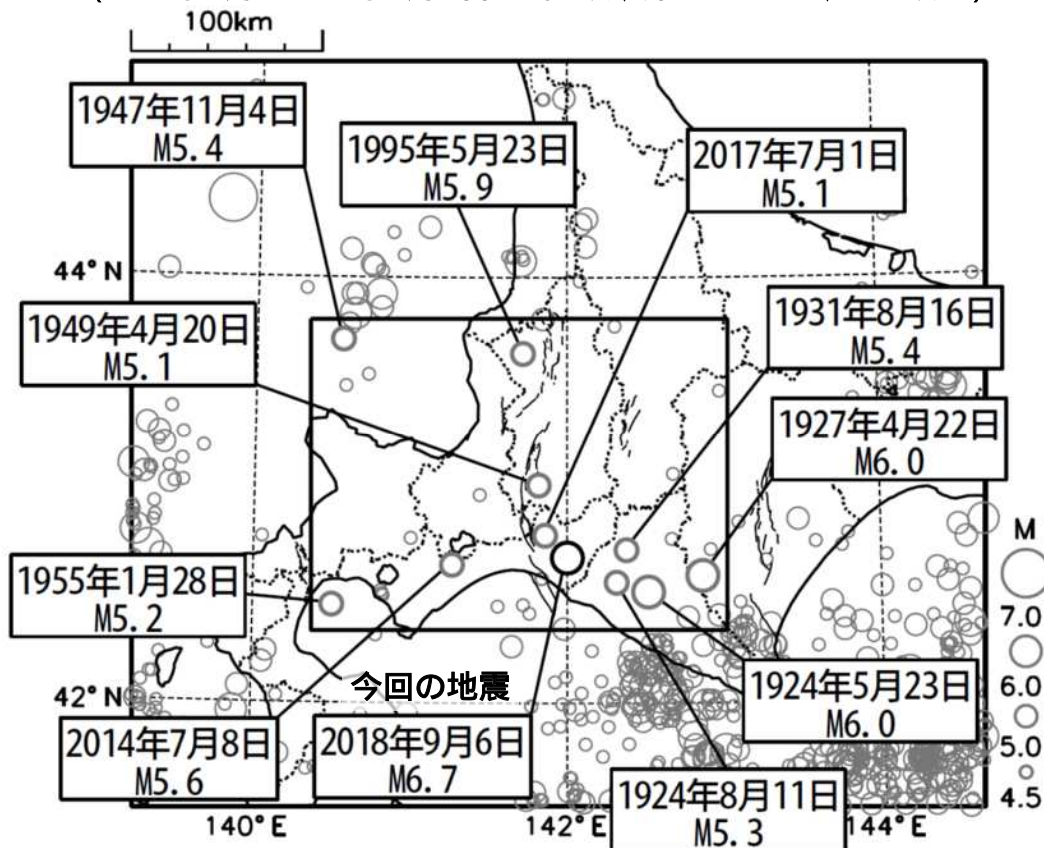 100km
1947年11月4日
M5.4
1995年5月23日
M5.9
2017年7月1日
M5.1
44°N
1949年4月20日
M5.1
1931年8月16日
M5.4
1927年4月22日
M6.0
1955年1月28日
M5.2
M
7.0
6.0
5.0
4.5
今回の地震
42°N
1924年5月23日
M6.0
2014年7月8日
M5.6
2018年9月6日
M6.7
1924年8月11日
M5.3
140°E
142°E
144°E